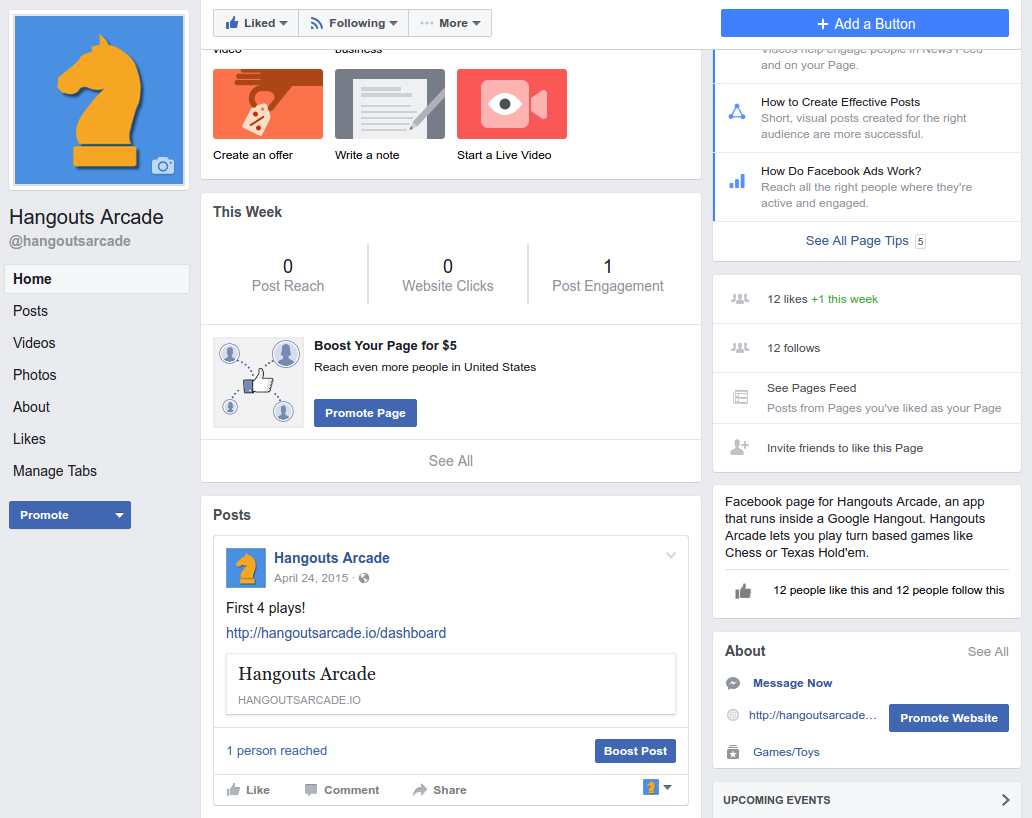 Liked
Following
More
Add a Button
video
business
Create an offer
Write a note
Start a Live Video
Hangouts Arcade
@hangoutsarcade
Home
Posts
Videos
Photos
About
Likes
Manage Tabs
Promote
This Week
0
Post Reach
0
Website Clicks
1
Post Engagement
Boost Your Page for $5
Reach even more people in United States
Promote Page
See All
Posts
Hangouts Arcade
April 24, 2015 ·
First 4 plays!
http://hangoutsarcade.io/dashboard
Hangouts Arcade
HANGOUTSARCADE.IO
1 person reached
Boost Post
Like
Comment
Share
Videos help engage people in News Feed
and on your Page.
How to Create Effective Posts
Short, visual posts created for the right
audience are more successful.
How Do Facebook Ads Work?
Reach all the right people where they're
active and engaged.
See All Page Tips 5
12 likes +1 this week
12 follows
See Pages Feed
Posts from Pages you've liked as your Page
Invite friends to like this Page
Facebook page for Hangouts Arcade, an app
that runs inside a Google Hangout. Hangouts
Arcade lets you play turn based games like
Chess or Texas Hold'em.
12 people like this and 12 people follow this
About
See All
Message Now
http://hangoutsarcade...
Promote Website
Games/Toys
UPCOMING EVENTS